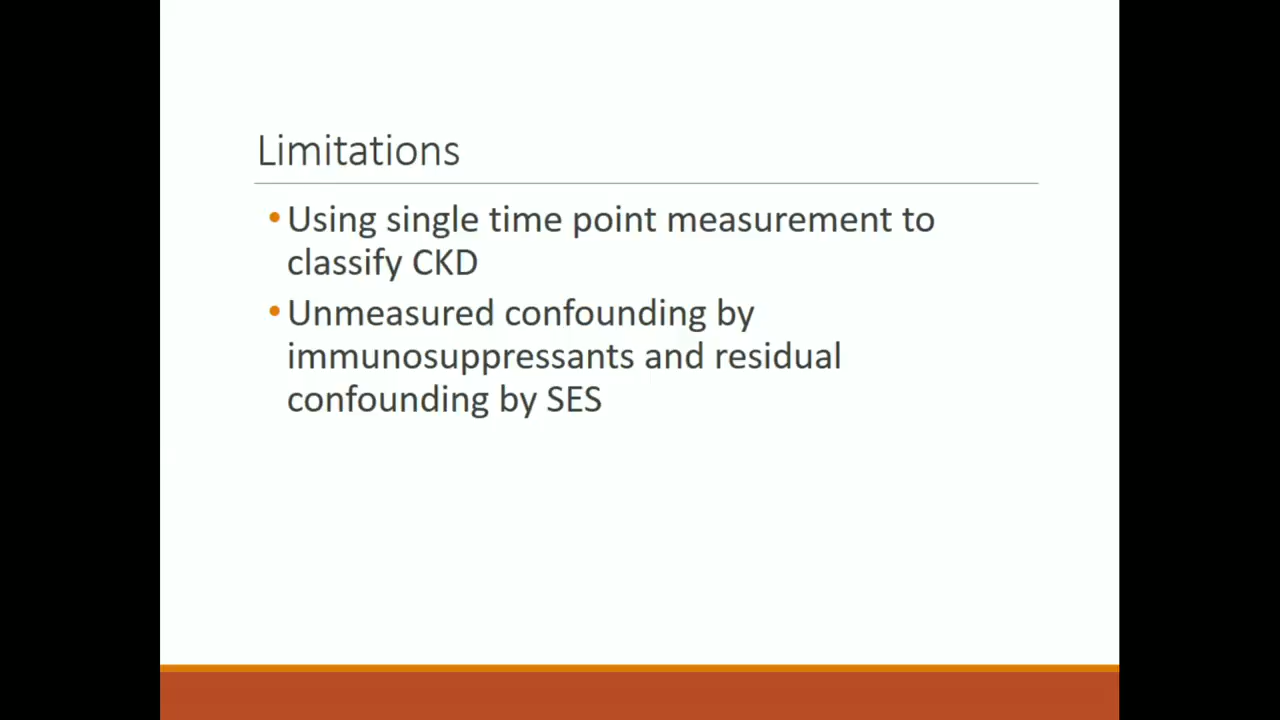 Limitations
•Using single time point measurement to
classify CKD
•Unmeasured confounding by
immunosuppressants and residual
confounding by SES